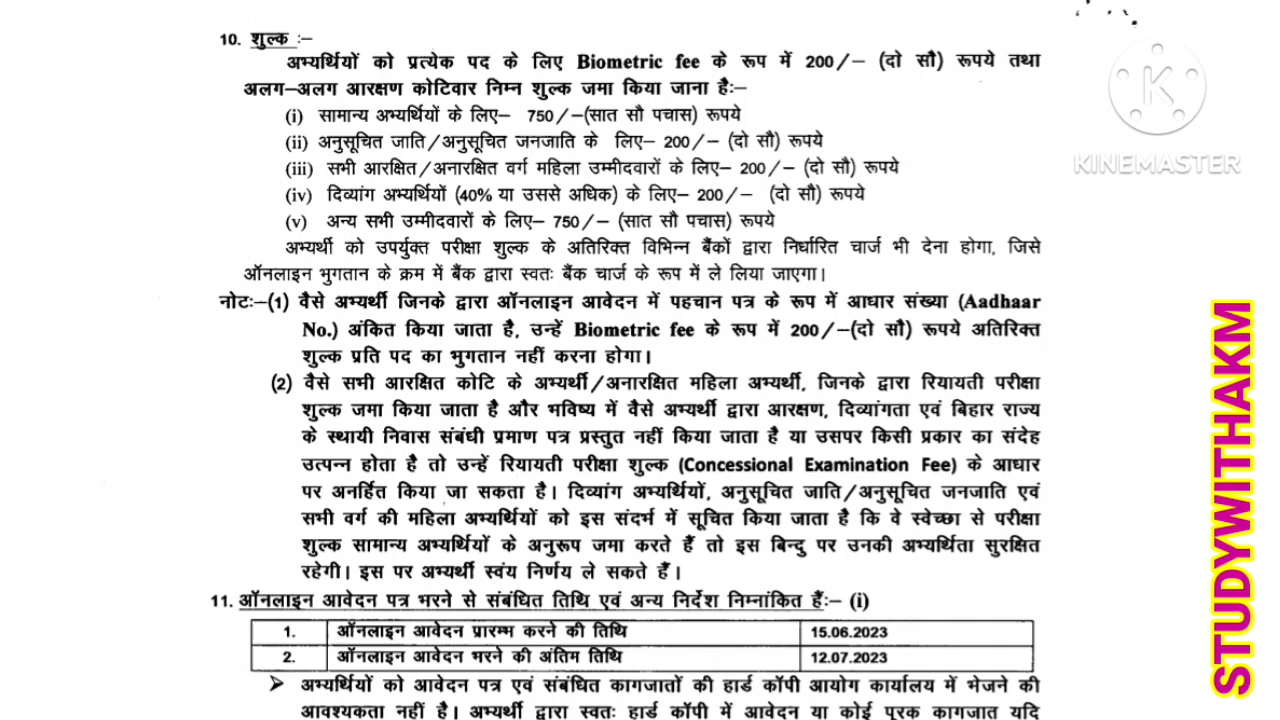 10. शुल्क :–
अभ्यर्थियों को प्रत्येक पद के लिए Biometric fee के रूप में 200/– (दो सौ) रूपये तथा
अलग–अलग आरक्षण कोटिवार निम्न शुल्क जमा किया जाना है:–
(i) सामान्य अभ्यर्थियों के लिए– 750/–(सात सौ पचास) रूपये
(ii) अनुसूचित जाति/अनुसूचित जनजाति के लिए– 200/– (दो सौ) रूपये
(iii) सभी आरक्षित/अनारक्षित वर्ग महिला उम्मीदवारों के लिए– 200/– (दो सौ) रूपये
(iv) दिव्यांग अभ्यर्थियों (40% या उससे अधिक) के लिए– 200/– (दो सौ) रूपये
(v) अन्य सभी उम्मीदवारों के लिए– 750/– (सात सौ पचास) रूपये
अभ्यर्थी को उपर्युक्त परीक्षा शुल्क के अतिरिक्त विभिन्न बैंकों द्वारा निर्धारित चार्ज भी देना होगा, जिसे
ऑनलाइन भुगतान के क्रम में बैंक द्वारा स्वतः बैंक चार्ज के रूप में ले लिया जाएगा।
नोटः–(1) वैसे अभ्यर्थी जिनके द्वारा ऑनलाइन आवेदन में पहचान पत्र के रूप में आधार संख्या (Aadhaar
No.) अंकित किया जाता है, उन्हें Biometric fee के रूप में 200/–(दो सौ) रूपये अतिरिक्त
शुल्क प्रति पद का भुगतान नहीं करना होगा।
(2) वैसे सभी आरक्षित कोटि के अभ्यर्थी/अनारक्षित महिला अभ्यर्थी, जिनके द्वारा रियायती परीक्षा
शुल्क जमा किया जाता है और भविष्य में वैसे अभ्यर्थी द्वारा आरक्षण, दिव्यांगता एवं बिहार राज्य
के स्थायी निवास संबंधी प्रमाण पत्र प्रस्तुत नहीं किया जाता है या उसपर किसी प्रकार का संदेह
उत्पन्न होता है तो उन्हें रियायती परीक्षा शुल्क (Concessional Examination Fee) के आधार
पर अनर्हित किया जा सकता है। दिव्यांग अभ्यर्थियों, अनुसूचित जाति/अनुसूचित जनजाति एवं
सभी वर्ग की महिला अभ्यर्थियों को इस संदर्भ में सूचित किया जाता है कि वे स्वेच्छा से परीक्षा
शुल्क सामान्य अभ्यर्थियों के अनुरूप जमा करते हैं तो इस बिन्दु पर उनकी अभ्यर्थिता सुरक्षित
रहेगी। इस पर अभ्यर्थी स्वंय निर्णय ले सकते हैं।
11. ऑनलाइन आवेदन पत्र भरने से संबंधित तिथि एवं अन्य निर्देश निम्नांकित हैं:– (i)
1. ऑनलाइन आवेदन प्रारम्भ करने की तिथि 15.06.2023
2. ऑनलाइन आवेदन भरने की अंतिम तिथि 12.07.2023
➢ अभ्यर्थियों को आवेदन पत्र एवं संबंधित कागजातों की हार्ड कॉपी आयोग कार्यालय में भेजने की
आवश्यकता नहीं है। अभ्यर्थी द्वारा स्वतः हार्ड कॉपी में आवेदन या कोई पूरक कागजात यदि
K
KINEMASTER
STUDYWITHAKM